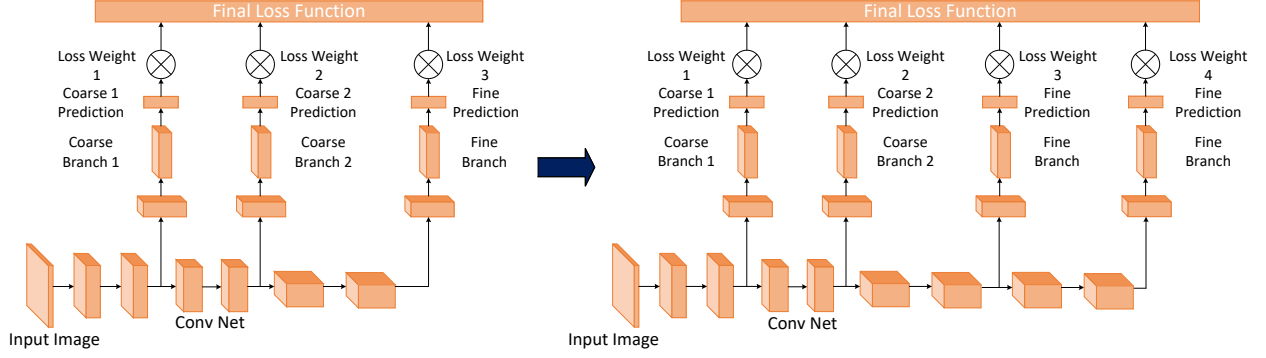 Final Loss Function
Loss Weight
1
Loss Weight
2
Loss Weight
3
Coarse 1
Prediction
Coarse 2
Prediction
Fine
Prediction
Coarse
Branch 1
Coarse
Branch 2
Fine
Branch
Conv Net
Input Image
Final Loss Function
Loss Weight
1
Loss Weight
2
Loss Weight
3
Loss Weight
4
Coarse 1
Prediction
Coarse 2
Prediction
Fine
Prediction
Fine
Prediction
Coarse
Branch 1
Coarse
Branch 2
Fine
Branch
Fine
Branch
Conv Net
Input Image